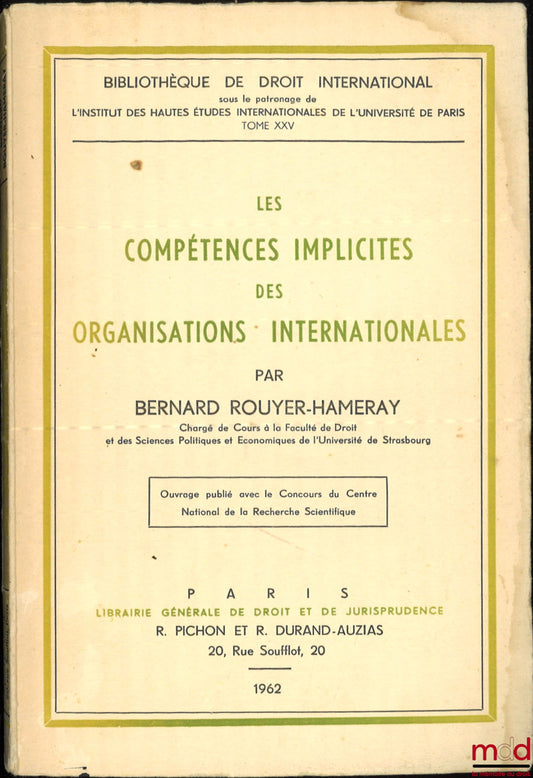 BIBLIOTHÈQUE DE DROIT INTERNATIONAL
sous le patronage de
L'INSTITUT DES HAUTES ÉTUDES INTERNATIONALES DE L'UNIVERSITÉ DE PARIS
TOME XXV
LES
COMPÉTENCES IMPLICITES
DES
ORGANISATIONS INTERNATIONALES
PAR
BERNARD ROUYER-HAMERAY
Chargé de Cours à la Faculté de Droit
et des Sciences Politiques et Economiques de l'Université de Strasbourg
Ouvrage publié avec le Concours du Centre
National de la Recherche Scientifique
PARIS
LIBRAIRIE GÉNÉRALE DE DROIT ET DE JURISPRUDENCE
R. PICHON ET R. DURAND-AUZIAS
20, Rue Soufflot, 20
1962
mdd
la mémoire du droit